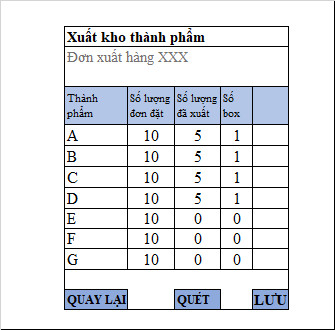 Xuất kho thành phẩm
Đơn xuất hàng XXX
Thành phẩm Số lượng đơn đặt Số lượng đã xuất Số box
A 10 5 1
B 10 5 1
C 10 5 1
D 10 5 1
E 10 0 0
F 10 0 0
G 10 0 0
QUAY LẠI QUÉT LƯU